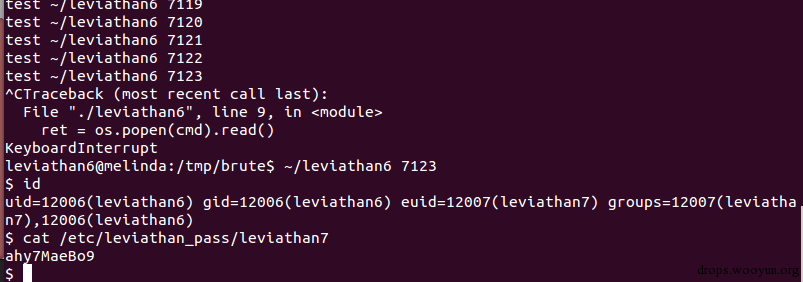 test ~/leviathan6 7119
test ~/leviathan6 7120
test ~/leviathan6 7121
test ~/leviathan6 7122
test ~/leviathan6 7123
^CTraceback (most recent call last):
  File "./leviathan6", line 9, in <module>
    ret = os.popen(cmd).read()
KeyboardInterrupt
leviathan6@melinda:/tmp/brute$ ~/leviathan6 7123
$ id
uid=12006(leviathan6) gid=12006(leviathan6) euid=12007(leviathan7) groups=12007(leviatha
n7),12006(leviathan6)
$ cat /etc/leviathan_pass/leviathan7
ahy7MaeBo9
$
drops.wooyun.org